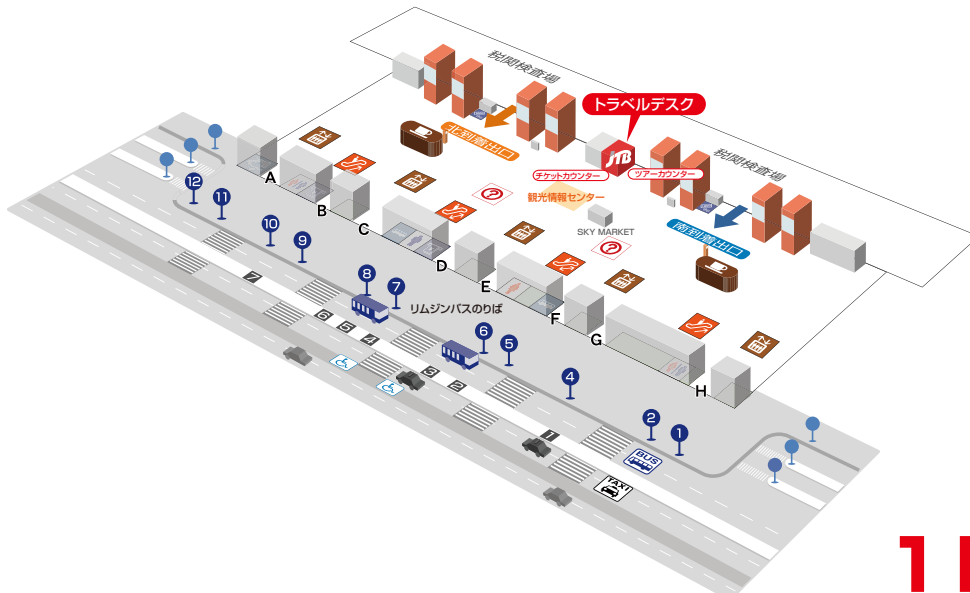 税関検査場
トラベルデスク
北到着出口
JTB
チケットカウンター
ツアーカウンター
税関検査場
観光情報センター
SKY MARKET
南到着出口
A
B
C
D
E
F
G
H
12
11
10
9
8
7
リムジンバスのりば
6
5
4
2
1
7
6
5
4
3
2
1
BUS
TAXI
1